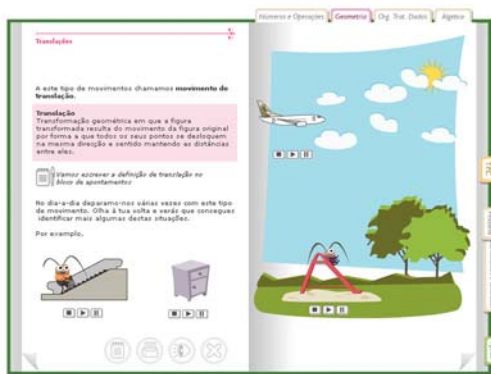 Números e Operações
Geometria
Org. Trat. Dados
Álgebra
Translações
A este tipo de movimentos chamamos movimento de
translação.
Translação
Transformação geométrica em que a figura
transformada resulta do movimento da figura original
por forma a que todos os seus pontos se desloquem
na mesma direcção e sentido mantendo as distâncias
entre eles.
Vamos escrever a definição de translação no
bloco de apontamentos
No dia-a-dia deparamo-nos várias vezes com este tipo
de movimento. Olha à tua volta e verás que consegues
identificar mais algumas destas situações.
Por exemplo,